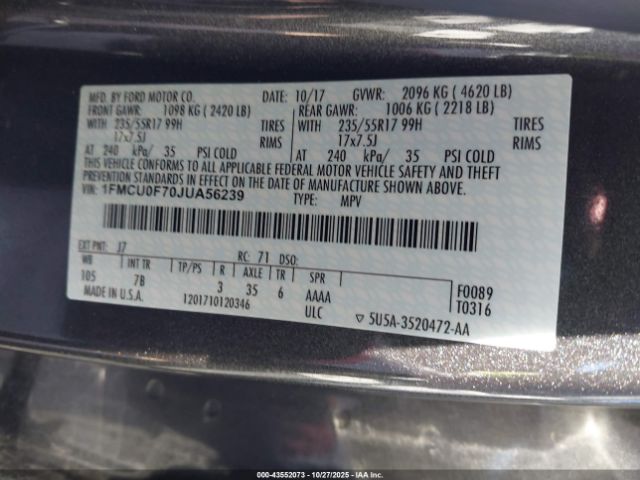 MFD. BY FORD MOTOR CO. DATE: 10/17 GVWR: 2096 KG ( 4620 LB)
FRONT GAWR: 1098 KG ( 2420 LB) REAR GAWR: 1006 KG ( 2218 LB)
WITH 235/55R17 99H TIRES WITH 235/55R17 99H TIRES
17x7.5J RIMS 17x7.5J RIMS
AT 240 kPa/ 35 PSI COLD AT 240 kPa/ 35 PSI COLD
THIS VEHICLE CONFORMS TO ALL APPLICABLE FEDERAL MOTOR VEHICLE SAFETY AND THEFT
PREVENTION STANDARDS IN EFFECT ON THE DATE OF MANUFACTURE SHOWN ABOVE.
VIN: 1FMCU0F70JUA56239 TYPE: MPV
EXT PNT: J7 RC: 71 DSO:
WB INT TR TP/PS R AXLE TR SPR
105 7B 3 35 6 AAAA F0089
MADE IN U.S.A. 1201710120346 ULC T0316
▽ 5U5A-3520472-AA
000-43552073 - 10/27/2025 - IAAI.com